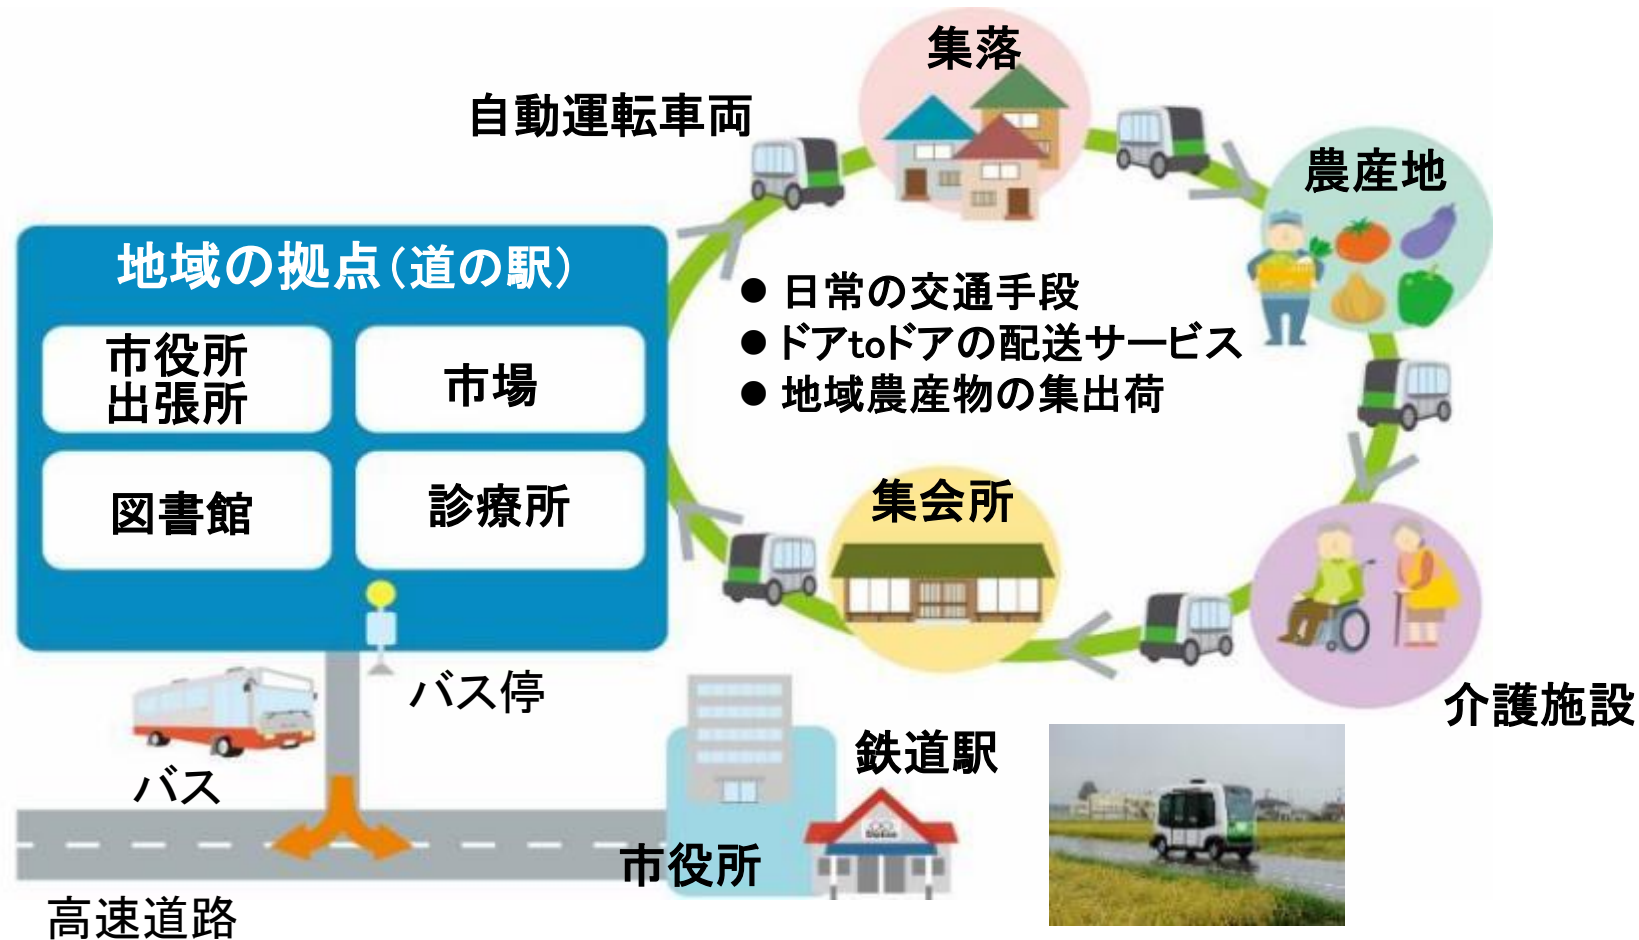 集落
自動運転車両
農産地
地域の拠点（道の駅）
● 日常の交通手段
● ドアtoドアの配送サービス
● 地域農産物の集出荷
市役所
出張所
市場
図書館
診療所
集会所
バス停
介護施設
鉄道駅
バス
市役所
高速道路